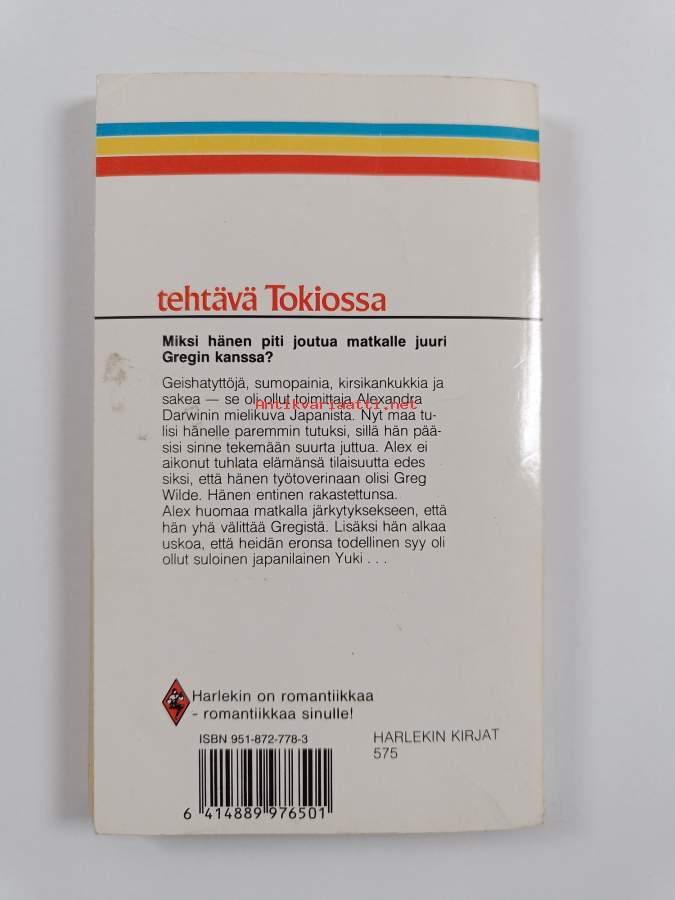 tehtävä Tokiossa
Miksi hänen piti joutua matkalle juuri
Gregin kanssa?
Geishatyttöjä, sumopainia, kirsikankukkia ja
sakea — se oli ollut toimittaja Alexandra
Antikvariaatti.net
Darwinin mielikuva Japanista. Nyt maa tu-
lisi hänelle paremmin tutuksi, sillä hän pää-
sisi sinne tekemään suurta juttua. Alex ei
aikonut tuhlata elämänsä tilaisuutta edes
siksi, että hänen työtoverinaan olisi Greg
Wilde. Hänen entinen rakastettunsa.
Alex huomaa matkalla järkytyksekseen, että
hän yhä välittää Gregistä. Lisäksi hän alkaa
uskoa, että heidän eronsa todellinen syy oli
ollut suloinen japanilainen Yuki . . .
Harlekin on romantiikkaa
- romantiikkaa sinulle!
ISBN 951-872-778-3
HARLEKIN KIRJAT
575
6 414889 976501